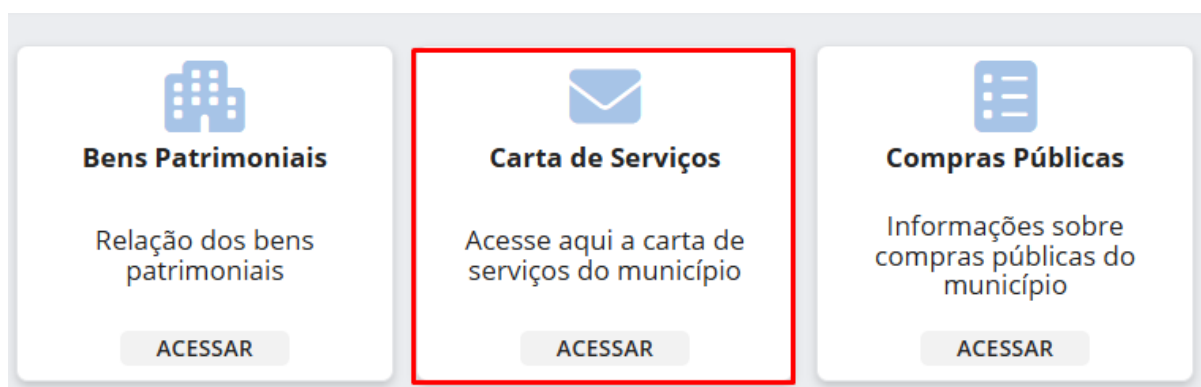 Bens Patrimoniais
Relação dos bens
patrimoniais
ACESSAR
Carta de Serviços
Acesse aqui a carta de
serviços do município
ACESSAR
Compras Públicas
Informações sobre
compras públicas do
município
ACESSAR